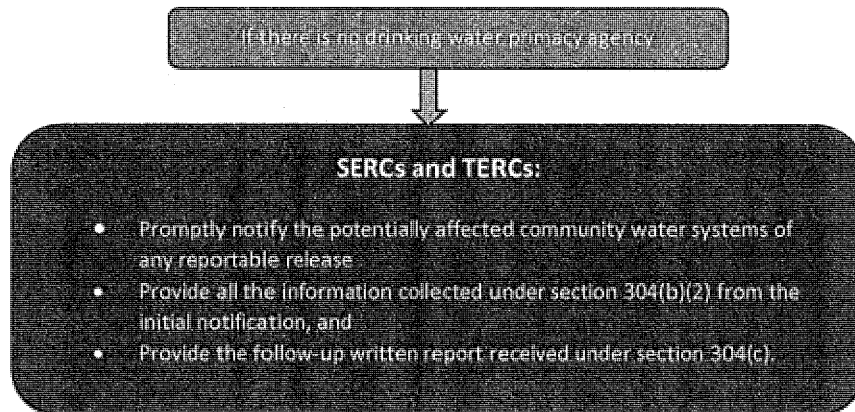 If there is no drinking water primacy agency
SERCs and TERCs:
• Promptly notify the potentially affected community water systems of
any reportable release
• Provide all the information collected under section 304(b)(2) from the
initial notification, and
• Provide the follow-up written report received under section 304(c).